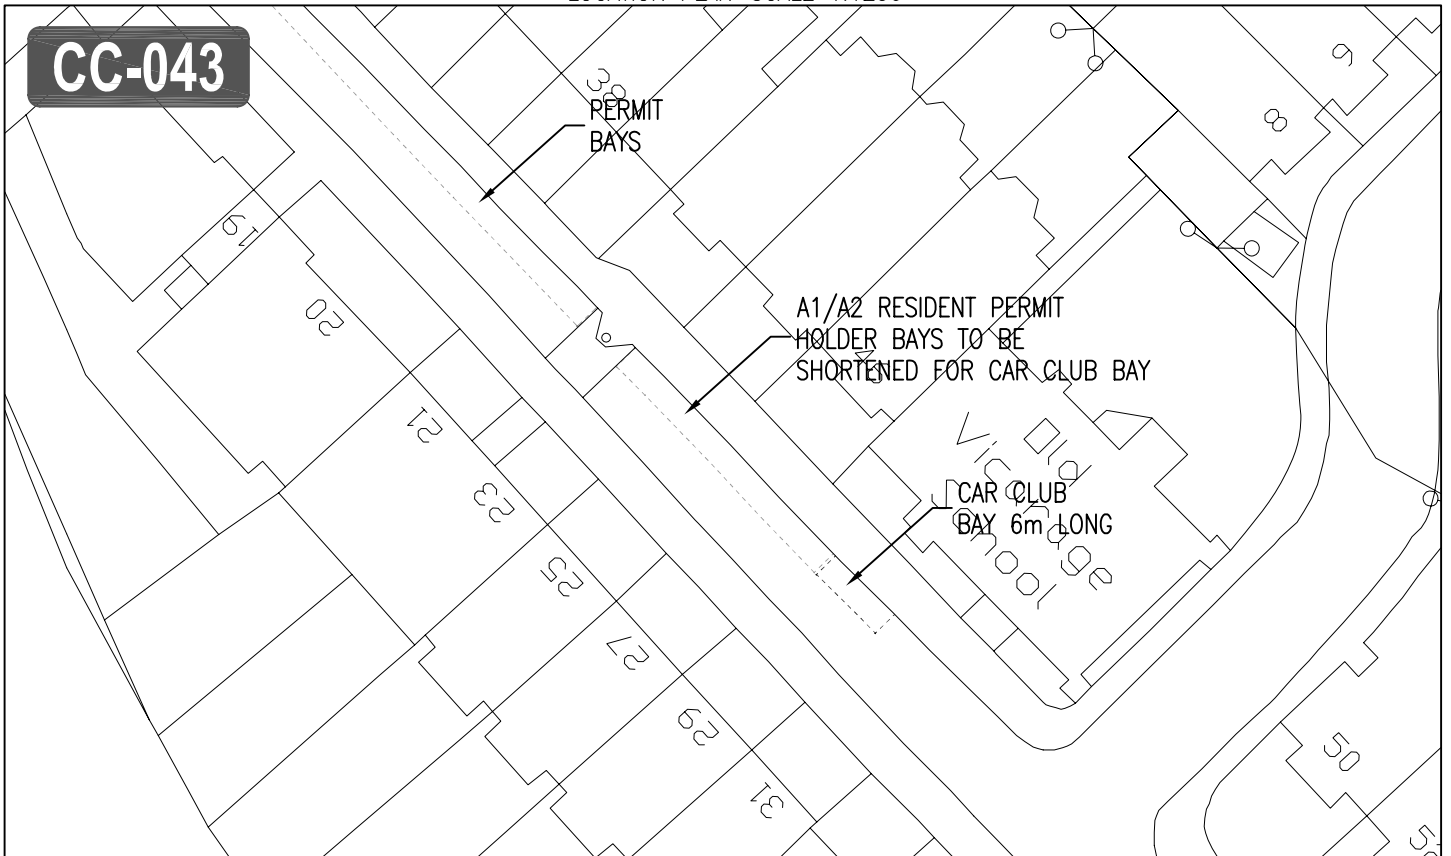 CC-043
38
PERMIT
BAYS
9
8
19
20
A1/A2 RESIDENT PERMIT
HOLDER BAYS TO BE
SHORTENED FOR CAR CLUB BAY
21
Old
Vicarage
School
23
CAR CLUB
BAY 6m LONG
25
27
29
31
50